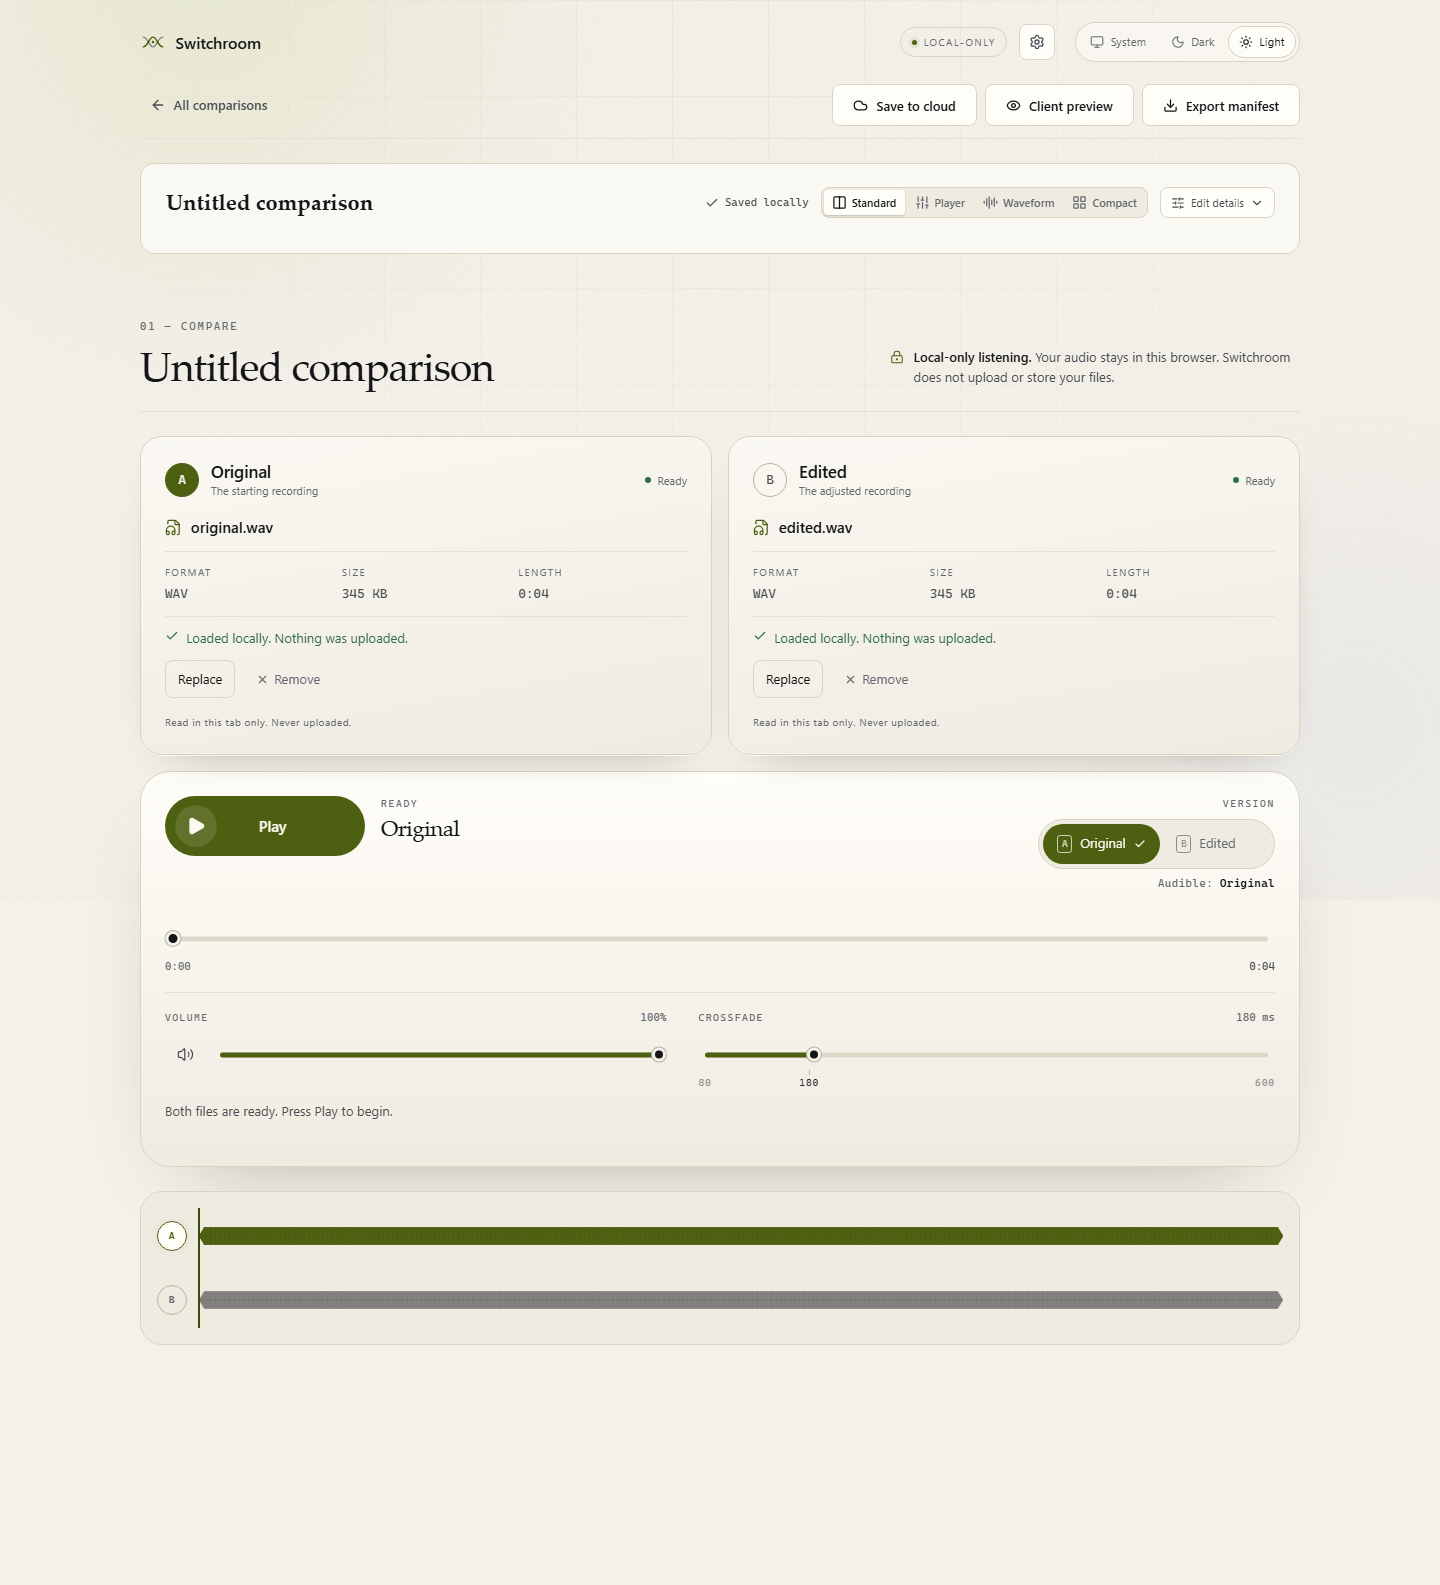 Switchroom
LOCAL-ONLY
System
Dark
Light
All comparisons
Save to cloud
Client preview
Export manifest
Untitled comparison
Saved locally
Standard
Player
Waveform
Compact
Edit details
01 — COMPARE
Untitled comparison
Local-only listening. Your audio stays in this browser. Switchroom
does not upload or store your files.
A
Original
The starting recording
Ready
original.wav
FORMAT SIZE LENGTH
WAV 345 KB 0:04
Loaded locally. Nothing was uploaded.
Replace
Remove
Read in this tab only. Never uploaded.
B
Edited
The adjusted recording
Ready
edited.wav
FORMAT SIZE LENGTH
WAV 345 KB 0:04
Loaded locally. Nothing was uploaded.
Replace
Remove
Read in this tab only. Never uploaded.
Play
READY
Original
VERSION
A Original
B Edited
Audible: Original
0:00 0:04
VOLUME 100%
CROSSFADE 180 ms
80 180 600
Both files are ready. Press Play to begin.
A
B